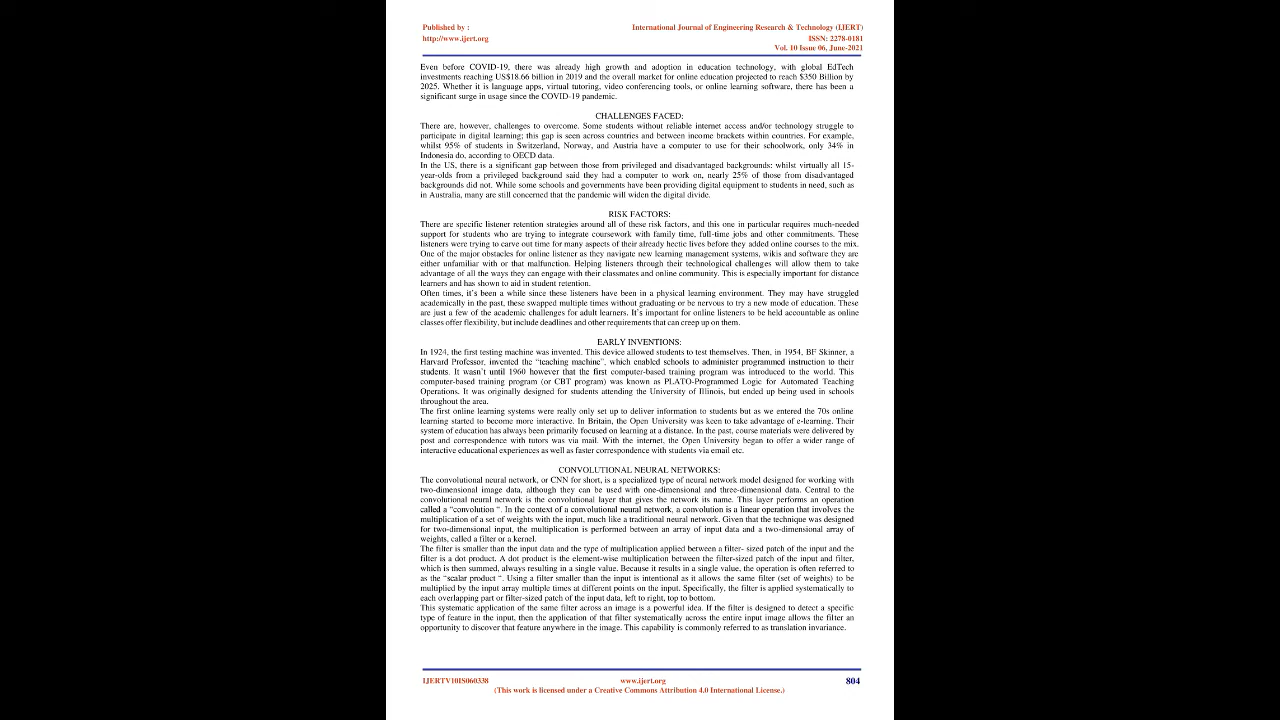 Published by :
International Journal of Engineering Research & Technology (IJERT)
http://www.ijert.org
ISSN: 2278-0181
Vol. 10 Issue 06, June-2021
Even before COVID-19, there was already high growth and adoption in education technology, with global EdTech
investments reaching US$18.66 billion in 2019 and the overall market for online education projected to reach $350 Billion by
2025. Whether it is language apps, virtual tutoring, video conferencing tools, or online learning software, there has been a
significant surge in usage since the COVID-19 pandemic.
CHALLENGES FACED:
There are, however, challenges to overcome. Some students without reliable internet access and/or technology struggle to
participate in digital learning; this gap is seen across countries and between income brackets within countries. For example,
whilst 95% of students in Switzerland, Norway, and Austria have a computer to use for their schoolwork, only 34% in
Indonesia do, according to OECD data.
In the US, there is a significant gap between those from privileged and disadvantaged backgrounds: whilst virtually all 15-
year-olds from a privileged background said they had a computer to work on, nearly 25% of those from disadvantaged
backgrounds did not. While some schools and governments have been providing digital equipment to students in need, such as
in Australia, many are still concerned that the pandemic will widen the digital divide.
RISK FACTORS:
There are specific listener retention strategies around all of these risk factors, and this one in particular requires much-needed
support for students who are trying to integrate coursework with family time, full-time jobs and other commitments. These
listeners were trying to carve out time for many aspects of their already hectic lives before they added online courses to the mix.
One of the major obstacles for online listener as they navigate new learning management systems, wikis and software they are
either unfamiliar with or that malfunction. Helping listeners through their technological challenges will allow them to take
advantage of all the ways they can engage with their classmates and online community. This is especially important for distance
learners and has shown to aid in student retention.
Often times, it's been a while since these listeners have been in a physical learning environment. They may have struggled
academically in the past, these swapped multiple times without graduating or be nervous to try a new mode of education. These
are just a few of the academic challenges for adult learners. It's important for online listeners to be held accountable as online
classes offer flexibility, but include deadlines and other requirements that can creep up on them.
EARLY INVENTIONS:
In 1924, the first testing machine was invented. This device allowed students to test themselves. Then, in 1954, BF Skinner, a
Harvard Professor, invented the "teaching machine", which enabled schools to administer programmed instruction to their
students. It wasn't until 1960 however that the first computer-based training program was introduced to the world. This
computer-based training program (or CBT program) was known as PLATO-Programmed Logic for Automated Teaching
Operations. It was originally designed for students attending the University of Illinois, but ended up being used in schools
throughout the area.
The first online learning systems were really only set up to deliver information to students but as we entered the 70s online
learning started to become more interactive. In Britain, the Open University was keen to take advantage of e-learning. Their
system of education has always been primarily focused on learning at a distance. In the past, course materials were delivered by
post and correspondence with tutors was via mail. With the internet, the Open University began to offer a wider range of
interactive educational experiences as well as faster correspondence with students via email etc.
CONVOLUTIONAL NEURAL NETWORKS:
The convolutional neural network, or CNN for short, is a specialized type of neural network model designed for working with
two-dimensional image data, although they can be used with one-dimensional and three-dimensional data. Central to the
convolutional neural network is the convolutional layer that gives the network its name. This layer performs an operation
called a "convolution ". In the context of a convolutional neural network, a convolution is a linear operation that involves the
multiplication of a set of weights with the input, much like a traditional neural network. Given that the technique was designed
for two-dimensional input, the multiplication is performed between an array of input data and a two-dimensional array of
weights, called a filter or a kernel.
The filter is smaller than the input data and the type of multiplication applied between a filter- sized patch of the input and the
filter is a dot product. A dot product is the element-wise multiplication between the filter-sized patch of the input and filter,
which is then summed, always resulting in a single value. Because it results in a single value, the operation is often referred to
as the "scalar product ". Using a filter smaller than the input is intentional as it allows the same filter (set of weights) to be
multiplied by the input array multiple times at different points on the input. Specifically, the filter is applied systematically to
each overlapping part or filter-sized patch of the input data, left to right, top to bottom.
This systematic application of the same filter across an image is a powerful idea. If the filter is designed to detect a specific
type of feature in the input, then the application of that filter systematically across the entire input image allows the filter an
opportunity to discover that feature anywhere in the image. This capability is commonly referred to as translation invariance.
IJERTV10IS060338
www.ijert.org
804
(This work is licensed under a Creative Commons Attribution 4.0 International License.)